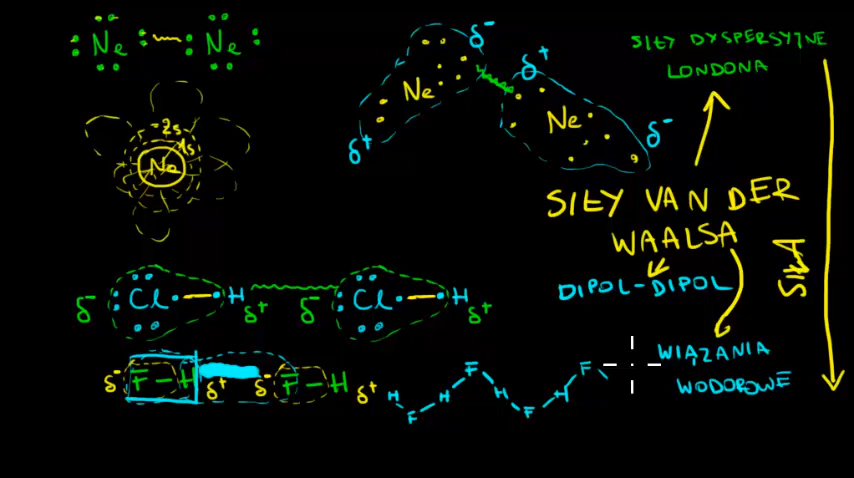 Ne Ne
δ⁻
SIŁY DYSPERSYJNE
LONDONA
δ⁺
2s
1s
Ne
Ne
Ne
δ⁻
δ⁺
SIŁY VAN DER
WAALSA
SIŁA
DIPOL-DIPOL
δ⁻ Cl H δ⁺ δ⁻ Cl H δ⁺
WIĄZANIA
WODOROWE
δ⁻ F-H δ⁺ δ⁻ F-H δ⁺
H F H F H F H F